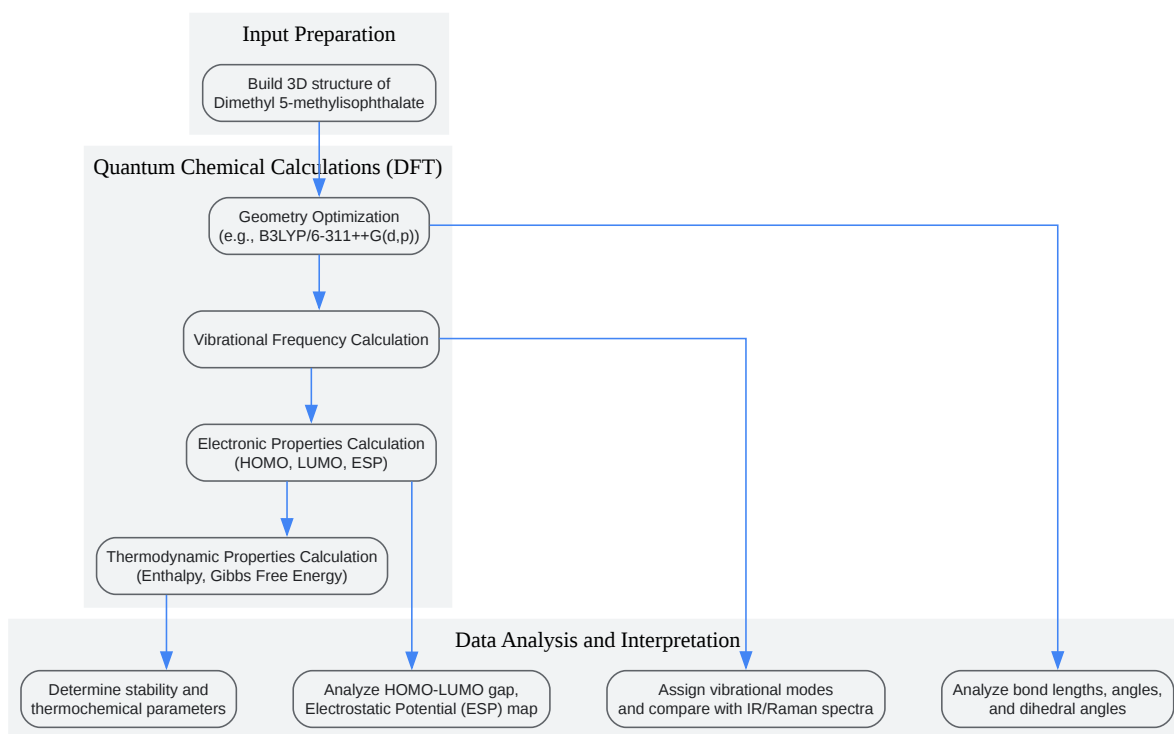 Input Preparation
Build 3D structure of
Dimethyl 5-methylisophthalate
Quantum Chemical Calculations (DFT)
Geometry Optimization
(e.g., B3LYP/6-311++G(d,p))
Vibrational Frequency Calculation
Electronic Properties Calculation
(HOMO, LUMO, ESP)
Thermodynamic Properties Calculation
(Enthalpy, Gibbs Free Energy)
Data Analysis and Interpretation
Determine stability and
thermochemical parameters
Analyze HOMO-LUMO gap,
Electrostatic Potential (ESP) map
Assign vibrational modes
and compare with IR/Raman spectra
Analyze bond lengths, angles,
and dihedral angles